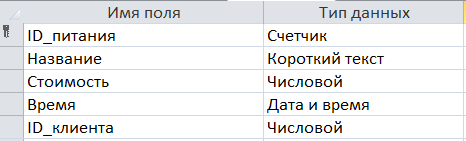 Имя поля Тип данных
ID_питания Счетчик
Название Короткий текст
Стоимость Числовой
Время Дата и время
ID_клиента Числовой